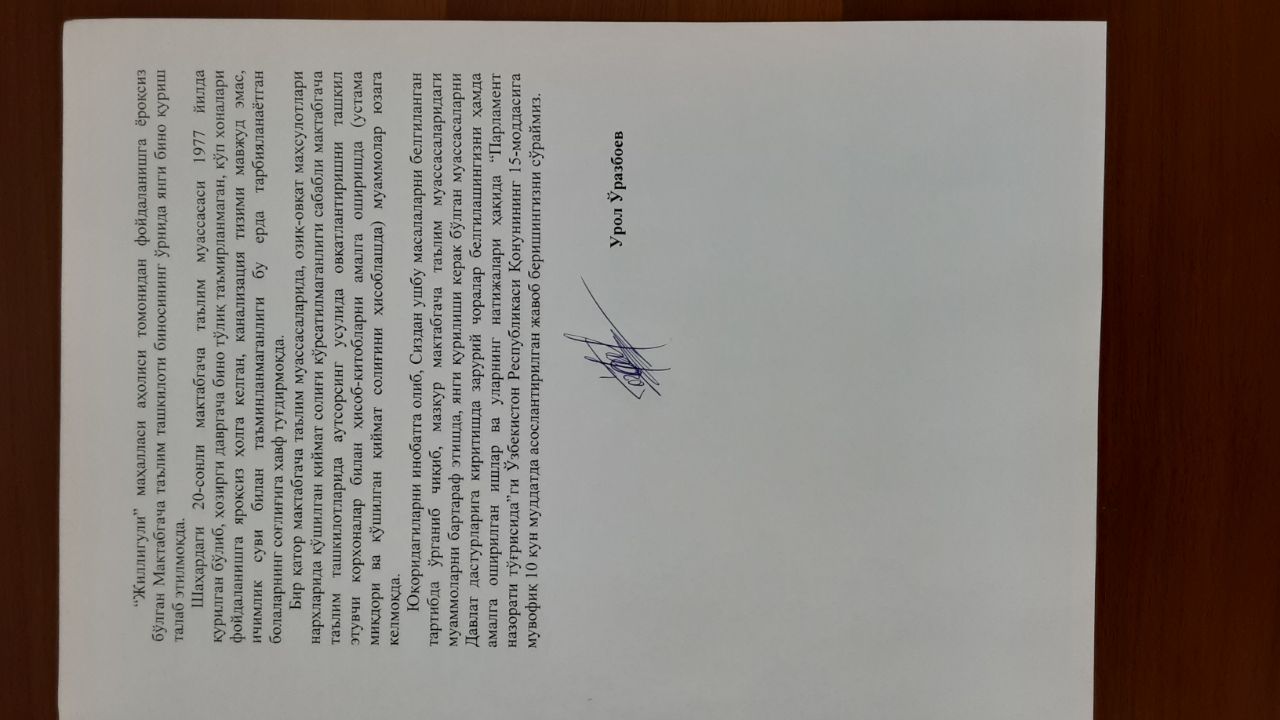 “Жиллигули” маҳалласи аҳолиси томонидан фойдаланишга ёроксиз
бўлган Мактабгача таълим ташкилоти биносининг ўрнида янги бино қуриш
талаб этилмоқда.
Шаҳардаги 20-сонли мактабгача таълим муассасаси 1977 йилда
қурилган бўлиб, ҳозирги давргача бино тўлиқ таъмирланмаган, кўп хоналари
фойдаланишга яроксиз ҳолга келган, канализация тизими мавжуд эмас,
ичимлик суви билан таъминланмаганлиги бу ерда тарбияланаётган
болаларнинг соғлиғига хавф туғдирмоқда.
Бир қатор мактабгача таълим муассасаларида, озиқ-овқат маҳсулотлари
нархларида қўшилган қиймат солиғи кўрсатилмаганлиги сабабли мактабгача
таълим ташкилотларида аутсорсинг усулида овқатлантиришни ташкил
этувчи корхоналар билан ҳисоб-китобларни амалга оширишда (устама
миқдори ва қўшилган қиймат солиғини ҳисоблашда) муаммолар юзага
келмоқда.
Юқоридагиларни инобатга олиб, Сиздан ушбу масалаларни белгиланган
тартибда ўрганиб чиқиб, мазкур мактабгача таълим муассасаларидаги
муаммоларни бартараф этишда, янги қурилиши керак бўлган муассасаларни
Давлат дастурларига киритишда зарурий чоралар белгилашингизни ҳамда
амалга оширилган ишлар ва уларнинг натижалари ҳақида “Парламент
назорати тўғрисида”ги Ўзбекистон Республикаси Қонунининг 15-моддасига
мувофиқ 10 кун муддатда асослантирилган жавоб беришингизни сўраймиз.
Урол Ўразбоев